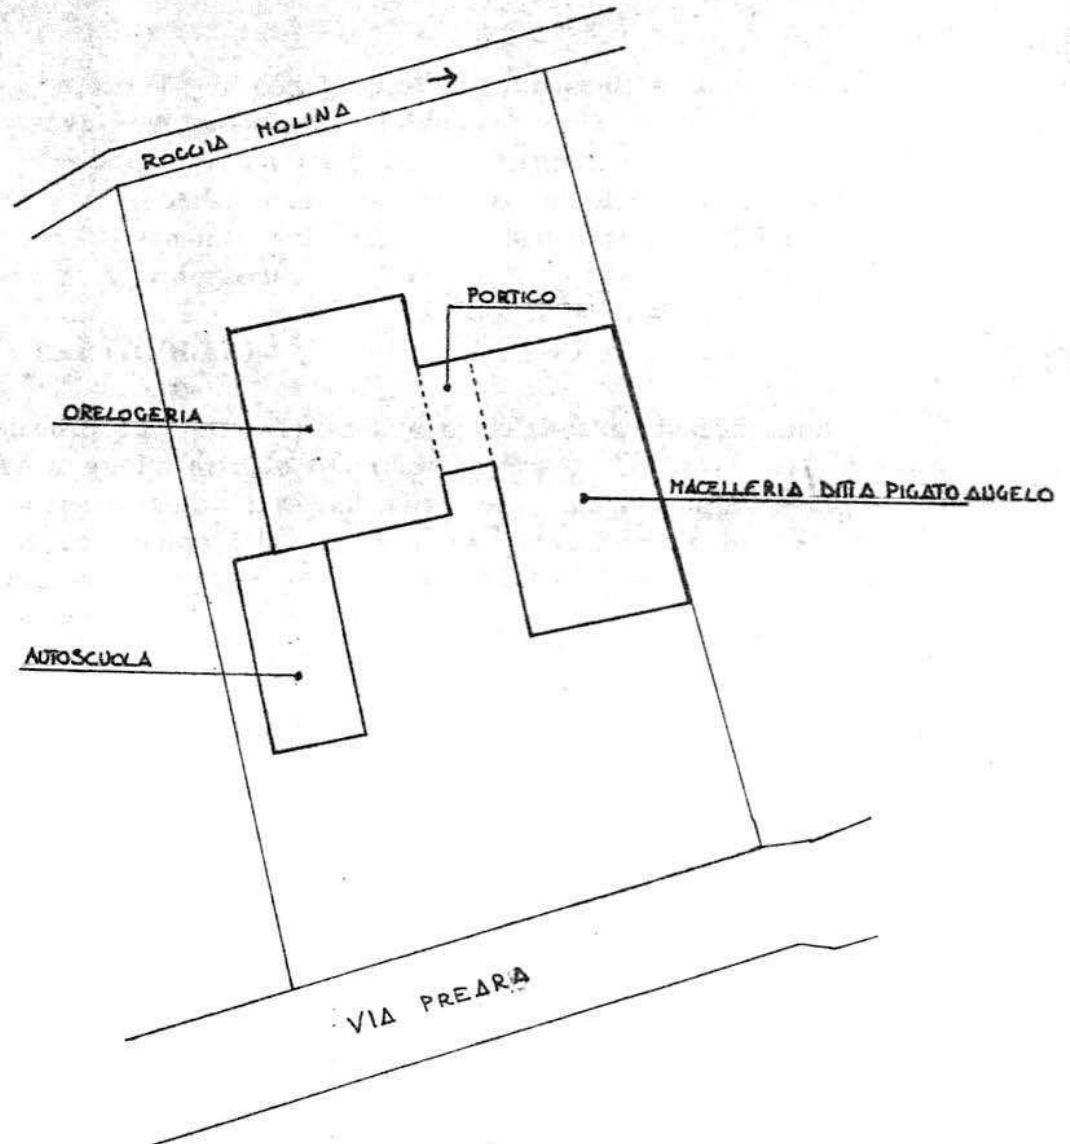 ROGGIA MOLINA
PORTICO
ORELOGERIA
MACELLERIA DITTA PIGATO ANGELO
AUTOSCUOLA
VIA PREARA